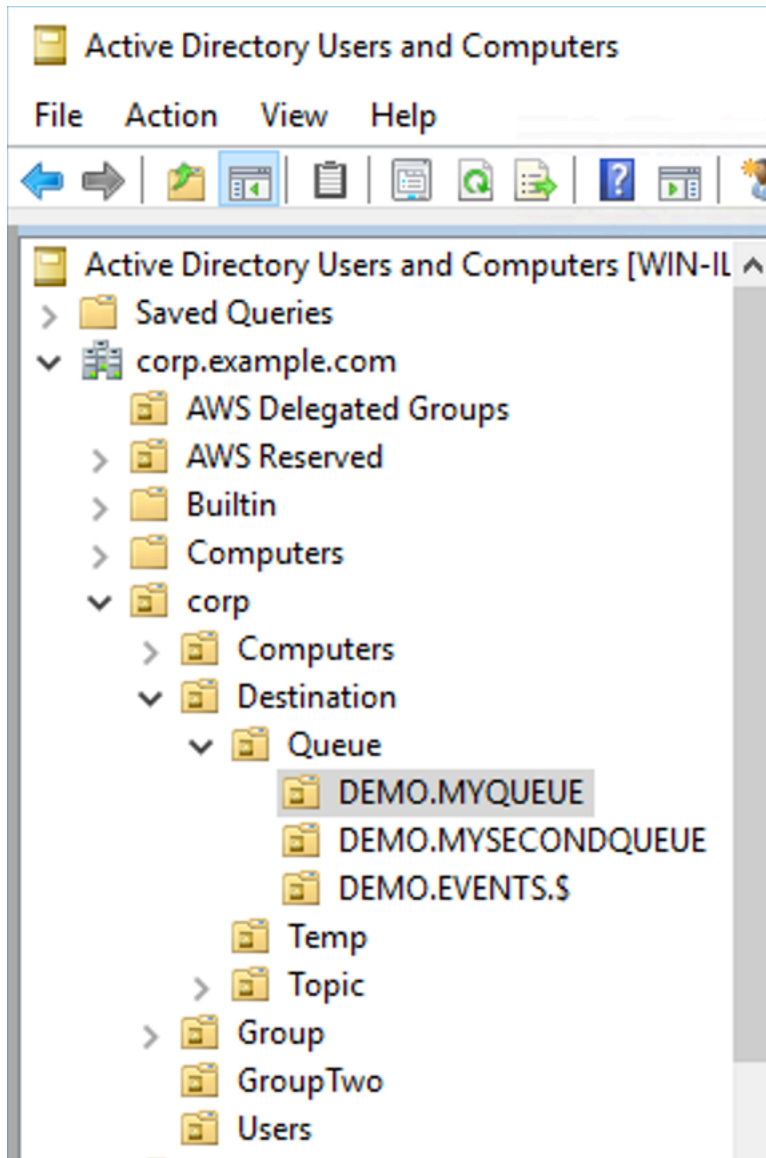 Active Directory Users and Computers
File Action View Help
Active Directory Users and Computers [WIN-IL
Saved Queries
corp.example.com
AWS Delegated Groups
AWS Reserved
Builtin
Computers
corp
Computers
Destination
Queue
DEMO.MYQUEUE
DEMO.MYSECONDQUEUE
DEMO.EVENTS.$
Temp
Topic
Group
GroupTwo
Users